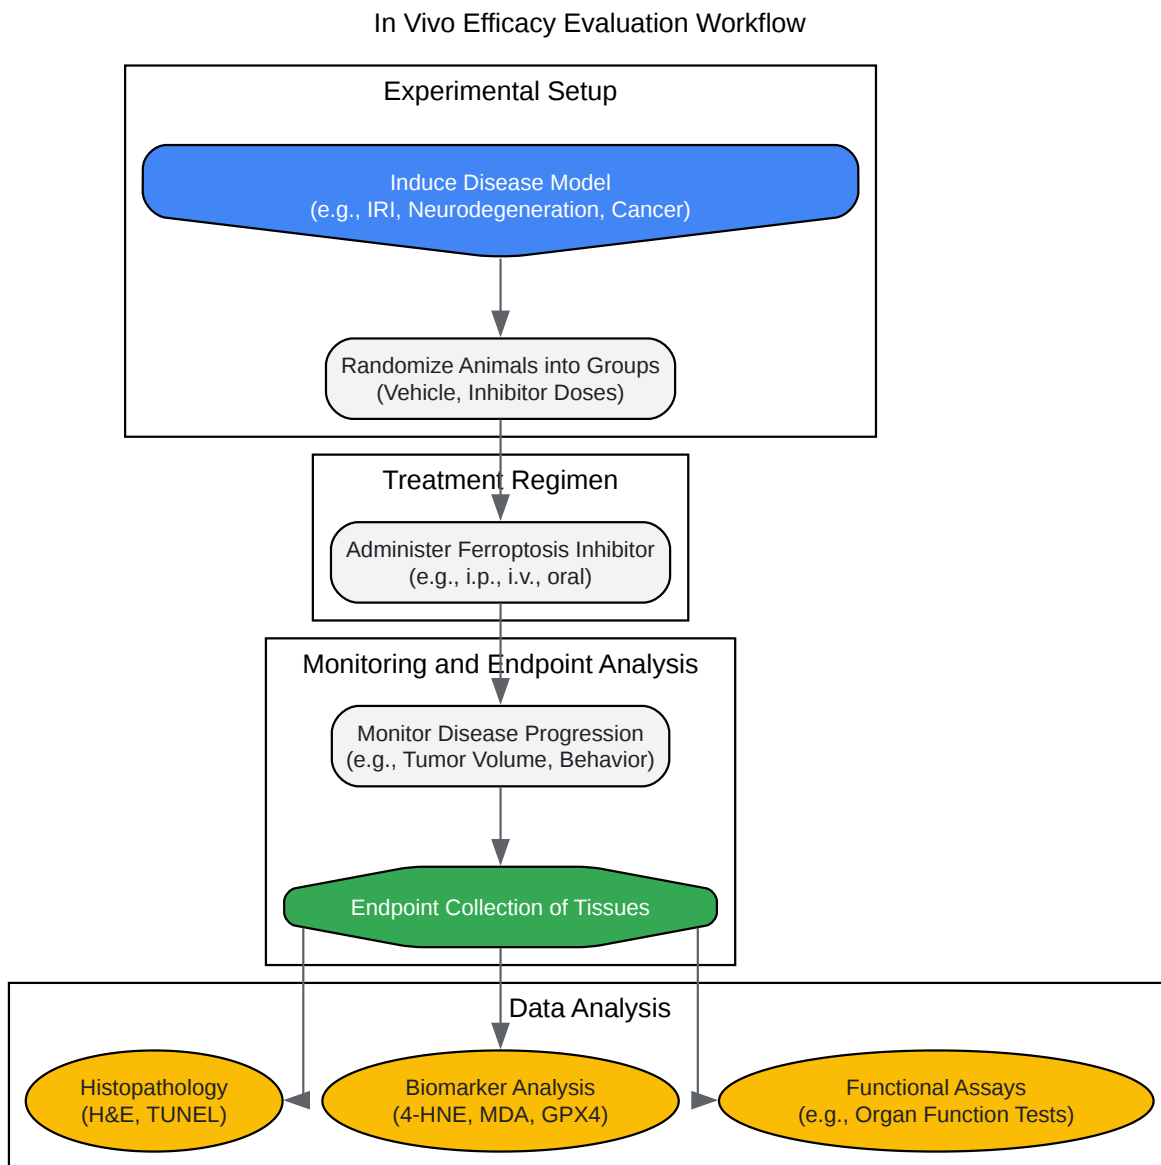 In Vivo Efficacy Evaluation Workflow
Experimental Setup
Induce Disease Model
(e.g., IRI, Neurodegeneration, Cancer)
Randomize Animals into Groups
(Vehicle, Inhibitor Doses)
Treatment Regimen
Administer Ferroptosis Inhibitor
(e.g., i.p., i.v., oral)
Monitoring and Endpoint Analysis
Monitor Disease Progression
(e.g., Tumor Volume, Behavior)
Endpoint Collection of Tissues
Data Analysis
Histopathology
(H&E, TUNEL)
Biomarker Analysis
(4-HNE, MDA, GPX4)
Functional Assays
(e.g., Organ Function Tests)